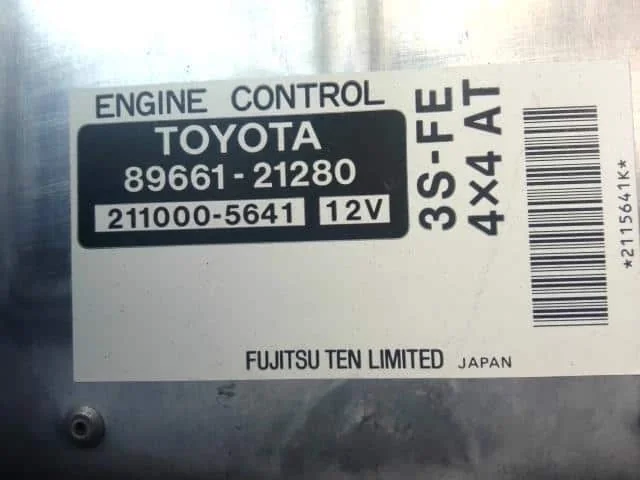 ENGINE CONTROL
TOYOTA
89661-21280
211000-5641 12V
3S-FE
4×4 AT
*2115641K*
FUJITSU TEN LIMITED JAPAN